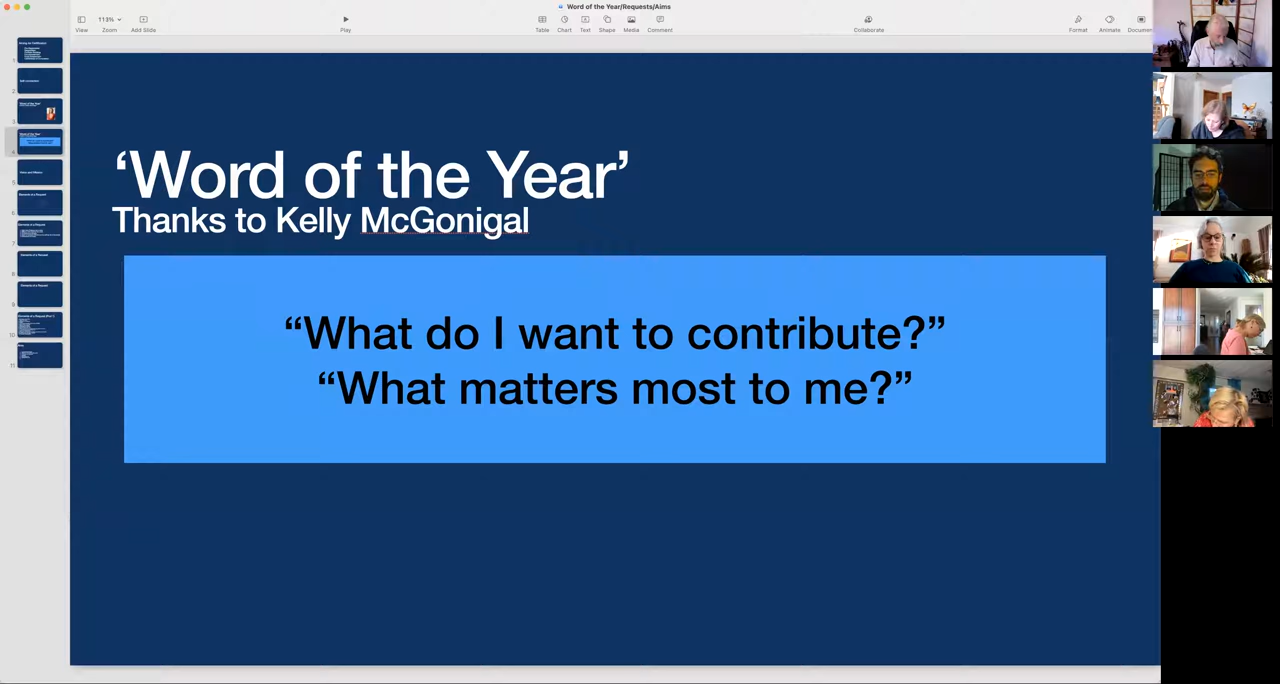 Word of the Year/Requests/Aims
113%
View
Zoom
Add Slide
Play
Table
Chart
Text
Shape
Media
Comment
Collaborate
Format
Animate
Documen
‘Word of the Year’
Thanks to Kelly McGonigal
“What do I want to contribute?”
“What matters most to me?”